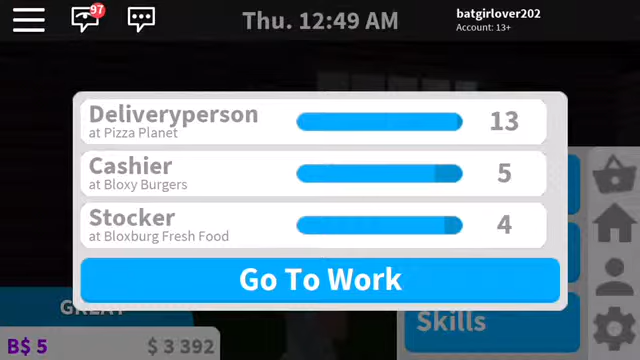 97
Thu. 12:49 AM
batgirlover202
Account: 13+
Deliveryperson
at Pizza Planet
13
Cashier
at Bloxy Burgers
5
Stocker
at Bloxburg Fresh Food
4
Go To Work
GREAT
Skills
B$ 5
$ 3 392